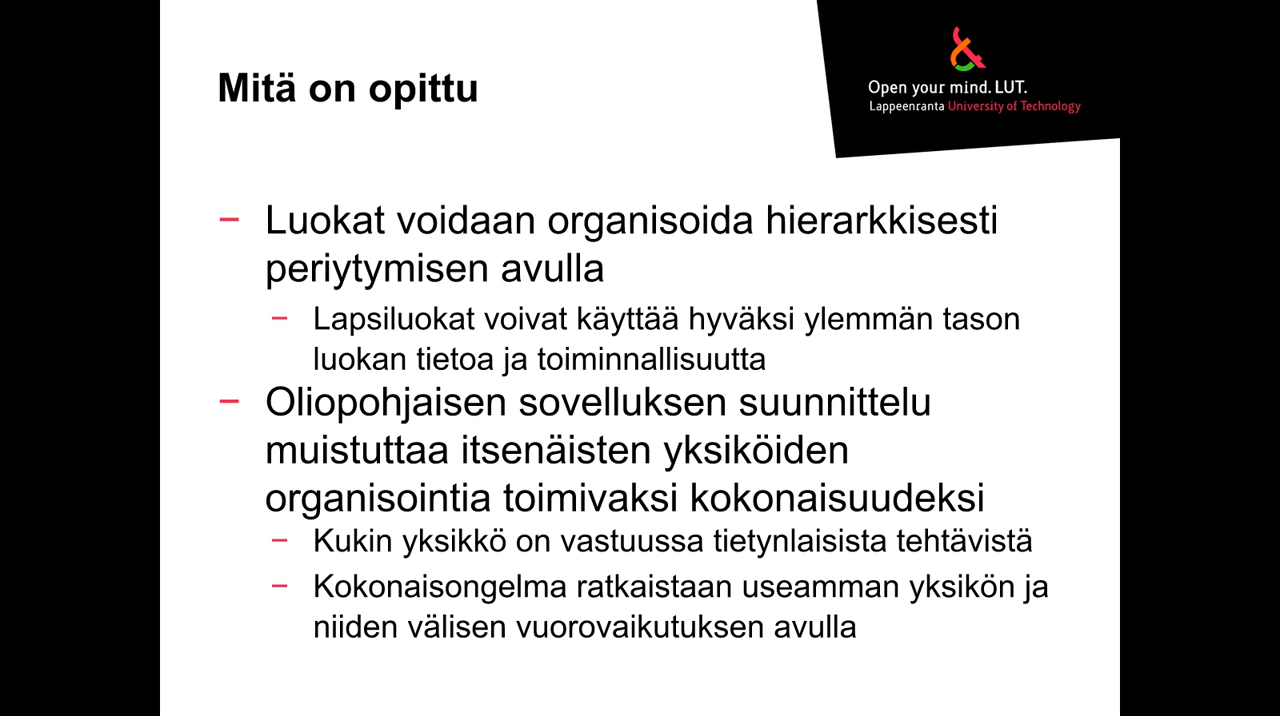 Mitä on opittu
Open your mind. LUT.
Lappeenranta University of Technology
− Luokat voidaan organisoida hierarkkisesti
periytymisen avulla
− Lapsiluokat voivat käyttää hyväksi ylemmän tason
luokan tietoa ja toiminnallisuutta
− Oliopohjaisen sovelluksen suunnittelu
muistuttaa itsenäisten yksiköiden
organisointia toimivaksi kokonaisuudeksi
− Kukin yksikkö on vastuussa tietynlaisista tehtävistä
− Kokonaisongelma ratkaistaan useamman yksikön ja
niiden välisen vuorovaikutuksen avulla